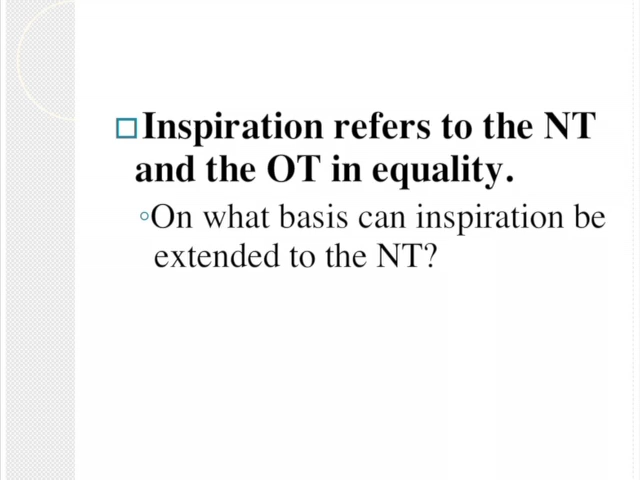 Inspiration refers to the NT
and the OT in equality.
On what basis can inspiration be
extended to the NT?